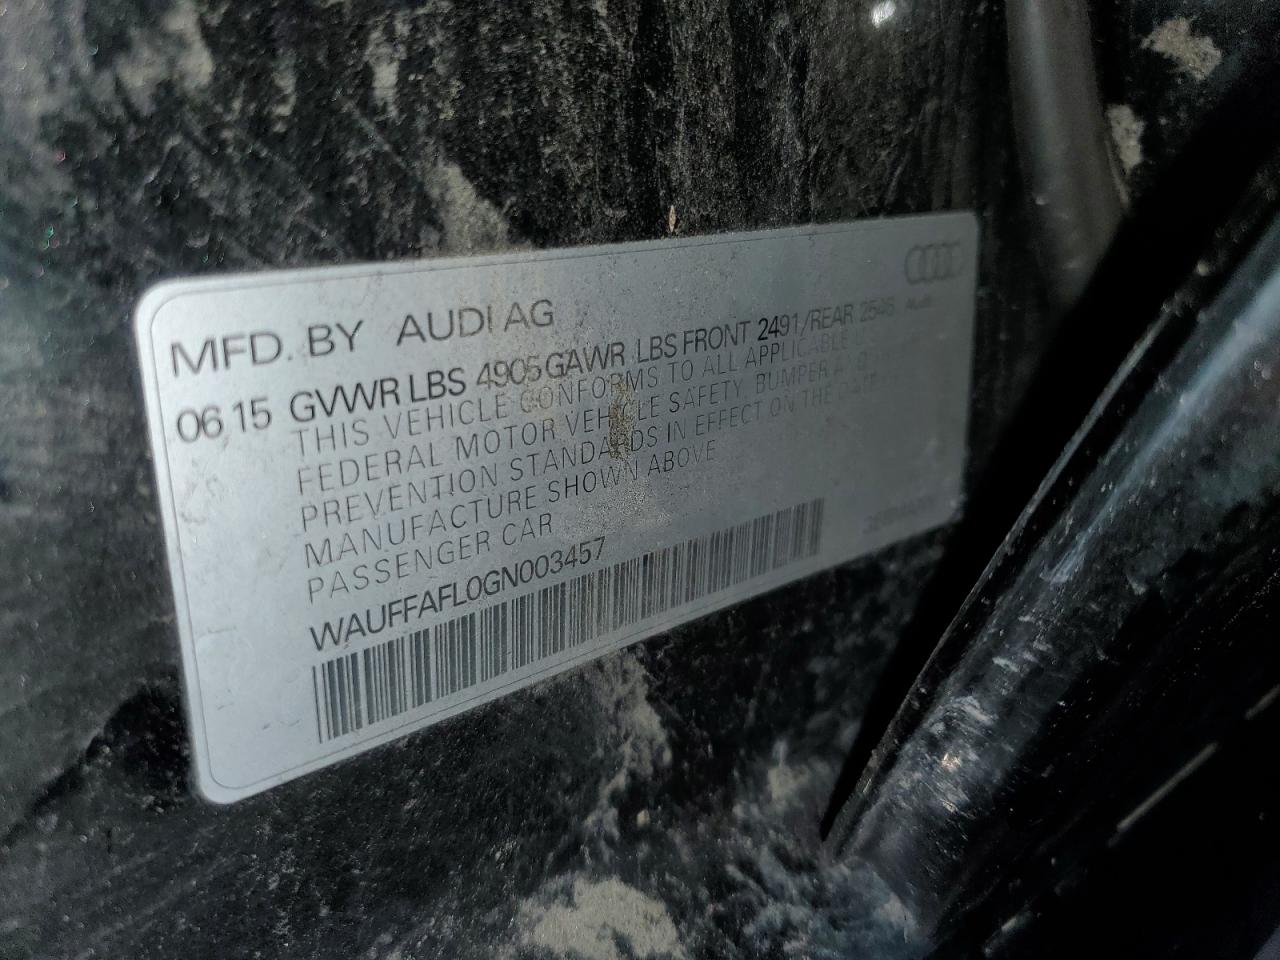 MFD. BY AUDI AG
Audi
06 15 GVWR LBS 4905 GAWR LBS FRONT 2491/REAR 2546
THIS VEHICLE CONFORMS TO ALL APPLICABLE
FEDERAL MOTOR VEHICLE SAFETY, BUMPER
PREVENTION STANDARDS IN EFFECT ON THE DATE
MANUFACTURE SHOWN ABOVE
PASSENGER CAR
WAUFFAFL0GN003457